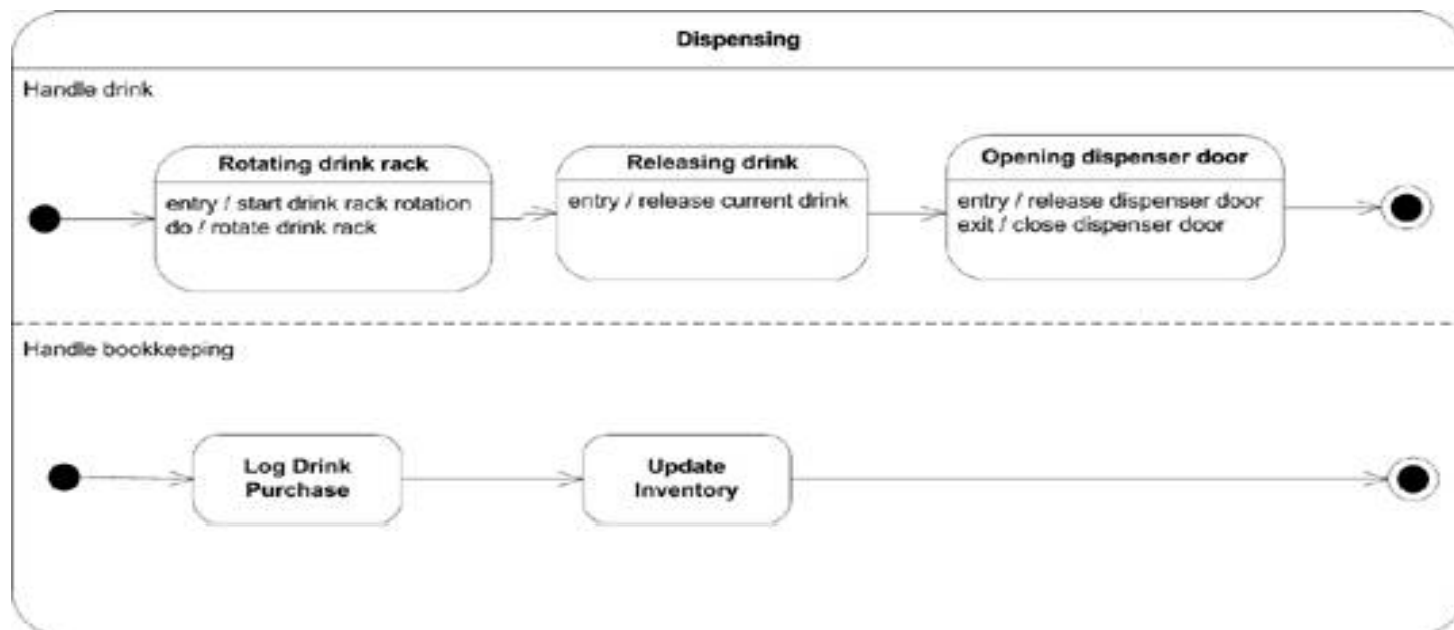 Dispensing
Handle drink
Rotating drink rack
entry / start drink rack rotation
do / rotate drink rack
Releasing drink
entry / release current drink
Opening dispenser door
entry / release dispenser door
exit / close dispenser door
Handle bookkeeping
Log Drink
Purchase
Update
Inventory